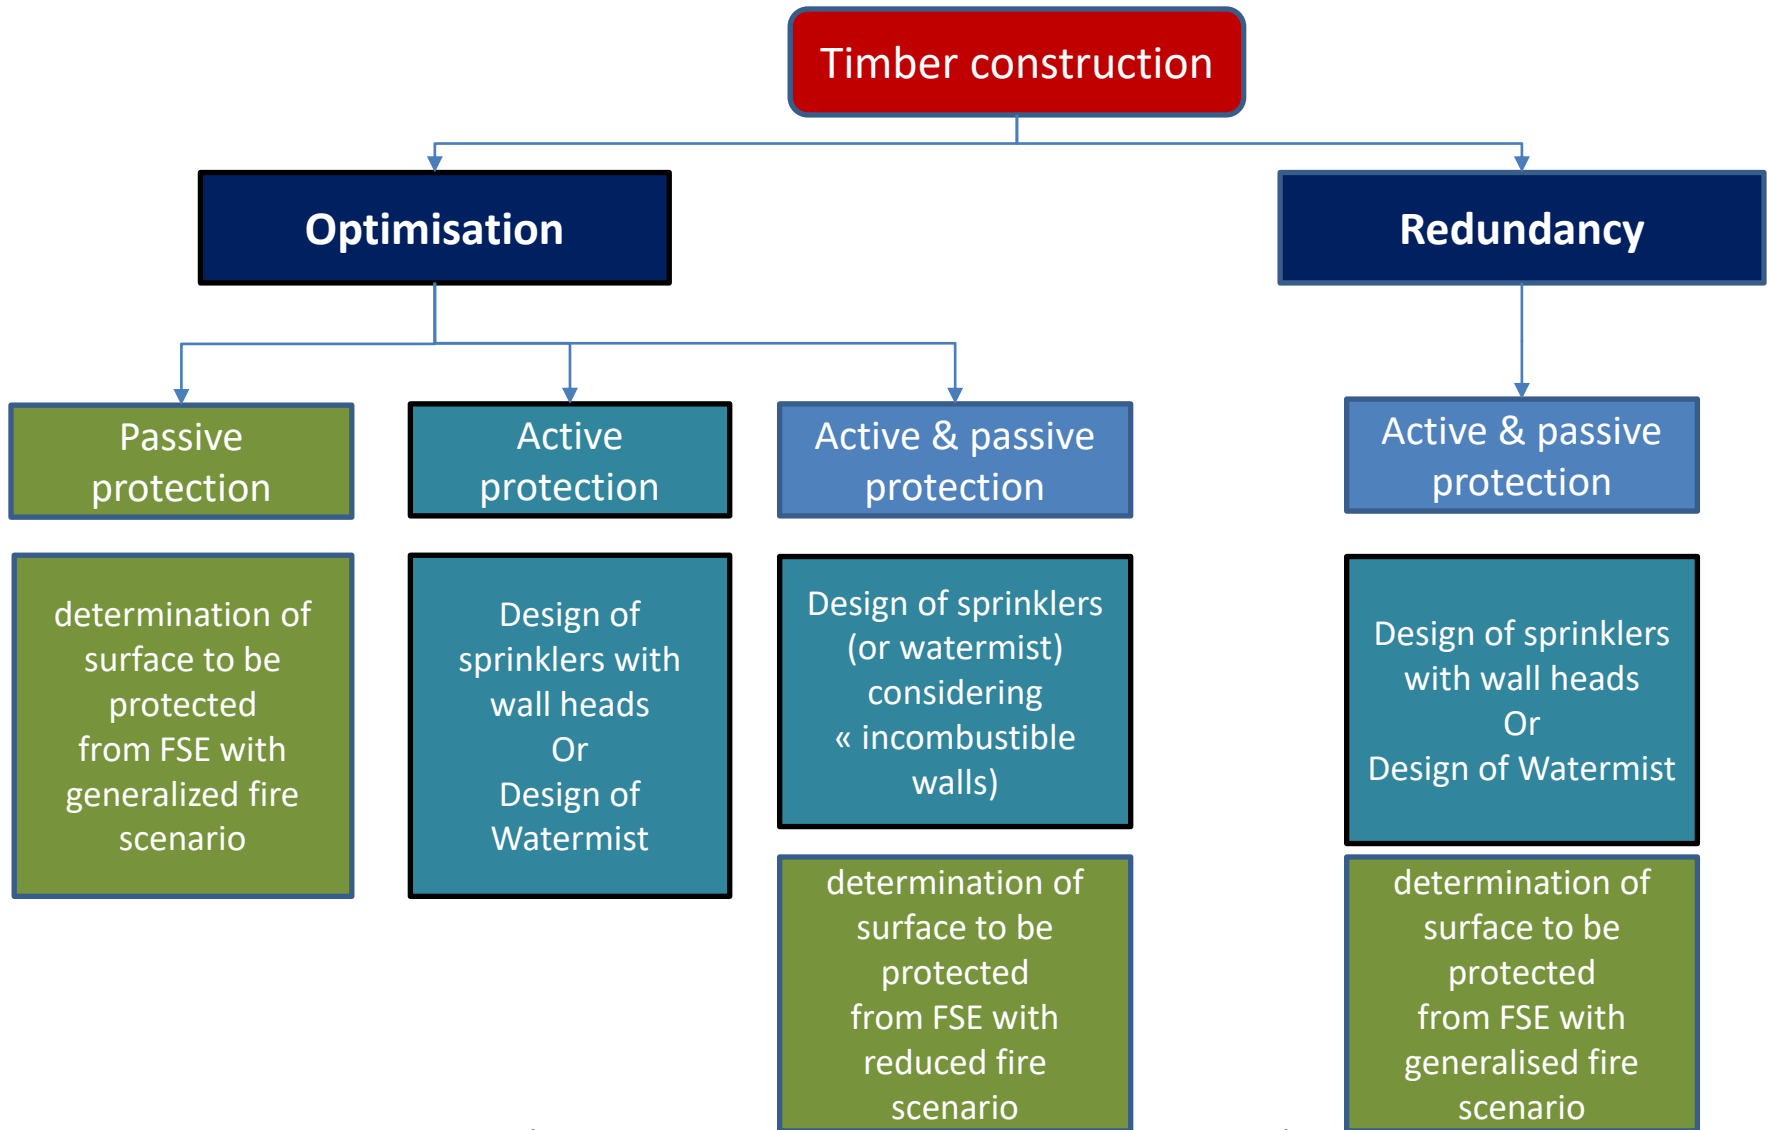 Timber construction
Optimisation
Redundancy
Passive
protection
Active
protection
Active & passive
protection
Active & passive
protection
determination of
surface to be
protected
from FSE with
generalized fire
scenario
Design of
sprinklers with
wall heads
Or
Design of
Watermist
Design of sprinklers
(or watermist)
considering
« incombustible
walls)
determination of
surface to be
protected
from FSE with
reduced fire
scenario
Design of sprinklers
with wall heads
Or
Design of Watermist
determination of
surface to be
protected
from FSE with
generalised fire
scenario